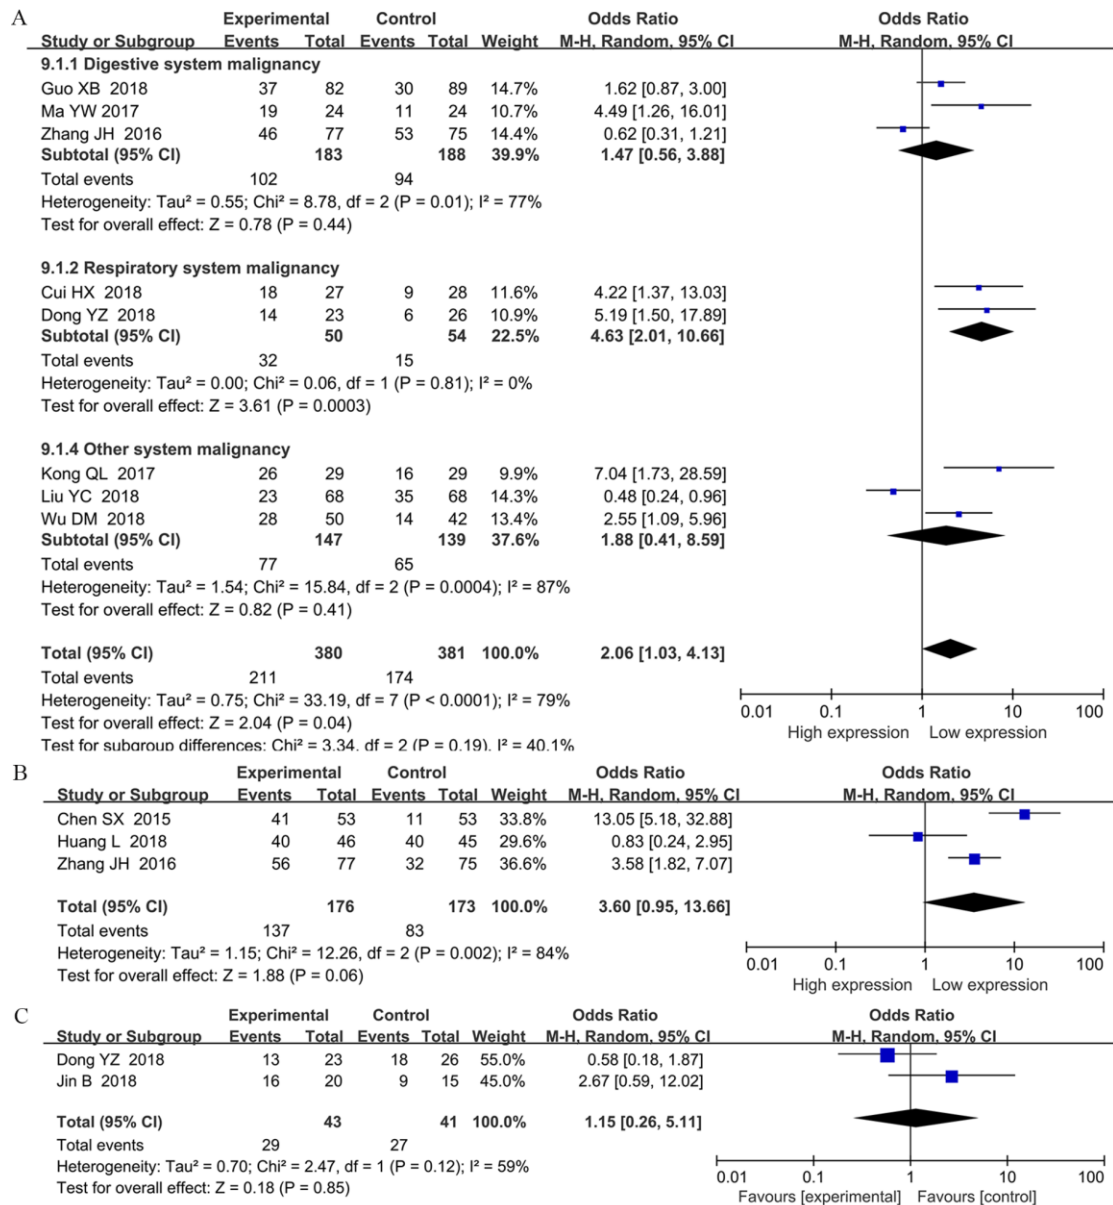 A
Experimental Control Odds Ratio Odds Ratio
Study or Subgroup Events Total Events Total Weight M-H, Random, 95% CI M-H, Random, 95% CI
9.1.1 Digestive system malignancy
Guo XB 2018 37 82 30 89 14.7% 1.62 [0.87, 3.00]
Ma YW 2017 19 24 11 24 10.7% 4.49 [1.26, 16.01]
Zhang JH 2016 46 77 53 75 14.4% 0.62 [0.31, 1.21]
Subtotal (95% CI) 183 188 39.9% 1.47 [0.56, 3.88]
Total events 102 94
Heterogeneity: Tau² = 0.55; Chi² = 8.78, df = 2 (P = 0.01); I² = 77%
Test for overall effect: Z = 0.78 (P = 0.44)
9.1.2 Respiratory system malignancy
Cui HX 2018 18 27 9 28 11.6% 4.22 [1.37, 13.03]
Dong YZ 2018 14 23 6 26 10.9% 5.19 [1.50, 17.89]
Subtotal (95% CI) 50 54 22.5% 4.63 [2.01, 10.66]
Total events 32 15
Heterogeneity: Tau² = 0.00; Chi² = 0.06, df = 1 (P = 0.81); I² = 0%
Test for overall effect: Z = 3.61 (P = 0.0003)
9.1.4 Other system malignancy
Kong QL 2017 26 29 16 29 9.9% 7.04 [1.73, 28.59]
Liu YC 2018 23 68 35 68 14.3% 0.48 [0.24, 0.96]
Wu DM 2018 28 50 14 42 13.4% 2.55 [1.09, 5.96]
Subtotal (95% CI) 147 139 37.6% 1.88 [0.41, 8.59]
Total events 77 65
Heterogeneity: Tau² = 1.54; Chi² = 15.84, df = 2 (P = 0.0004); I² = 87%
Test for overall effect: Z = 0.82 (P = 0.41)
Total (95% CI) 380 381 100.0% 2.06 [1.03, 4.13]
Total events 211 174
Heterogeneity: Tau² = 0.75; Chi² = 33.19, df = 7 (P < 0.0001); I² = 79%
Test for overall effect: Z = 2.04 (P = 0.04)
Test for subgroup differences: Chi² = 3.34, df = 2 (P = 0.19), I² = 40.1%
0.01 0.1 1 10 100
High expression Low expression
B
Experimental Control Odds Ratio Odds Ratio
Study or Subgroup Events Total Events Total Weight M-H, Random, 95% CI M-H, Random, 95% CI
Chen SX 2015 41 53 11 53 33.8% 13.05 [5.18, 32.88]
Huang L 2018 40 46 40 45 29.6% 0.83 [0.24, 2.95]
Zhang JH 2016 56 77 32 75 36.6% 3.58 [1.82, 7.07]
Total (95% CI) 176 173 100.0% 3.60 [0.95, 13.66]
Total events 137 83
Heterogeneity: Tau² = 1.15; Chi² = 12.26, df = 2 (P = 0.002); I² = 84%
Test for overall effect: Z = 1.88 (P = 0.06)
0.01 0.1 1 10 100
High expression Low expression
C
Experimental Control Odds Ratio Odds Ratio
Study or Subgroup Events Total Events Total Weight M-H, Random, 95% CI M-H, Random, 95% CI
Dong YZ 2018 13 23 18 26 55.0% 0.58 [0.18, 1.87]
Jin B 2018 16 20 9 15 45.0% 2.67 [0.59, 12.02]
Total (95% CI) 43 41 100.0% 1.15 [0.26, 5.11]
Total events 29 27
Heterogeneity: Tau² = 0.70; Chi² = 2.47, df = 1 (P = 0.12); I² = 59%
Test for overall effect: Z = 0.18 (P = 0.85)
0.01 0.1 1 10 100
Favours [experimental] Favours [control]